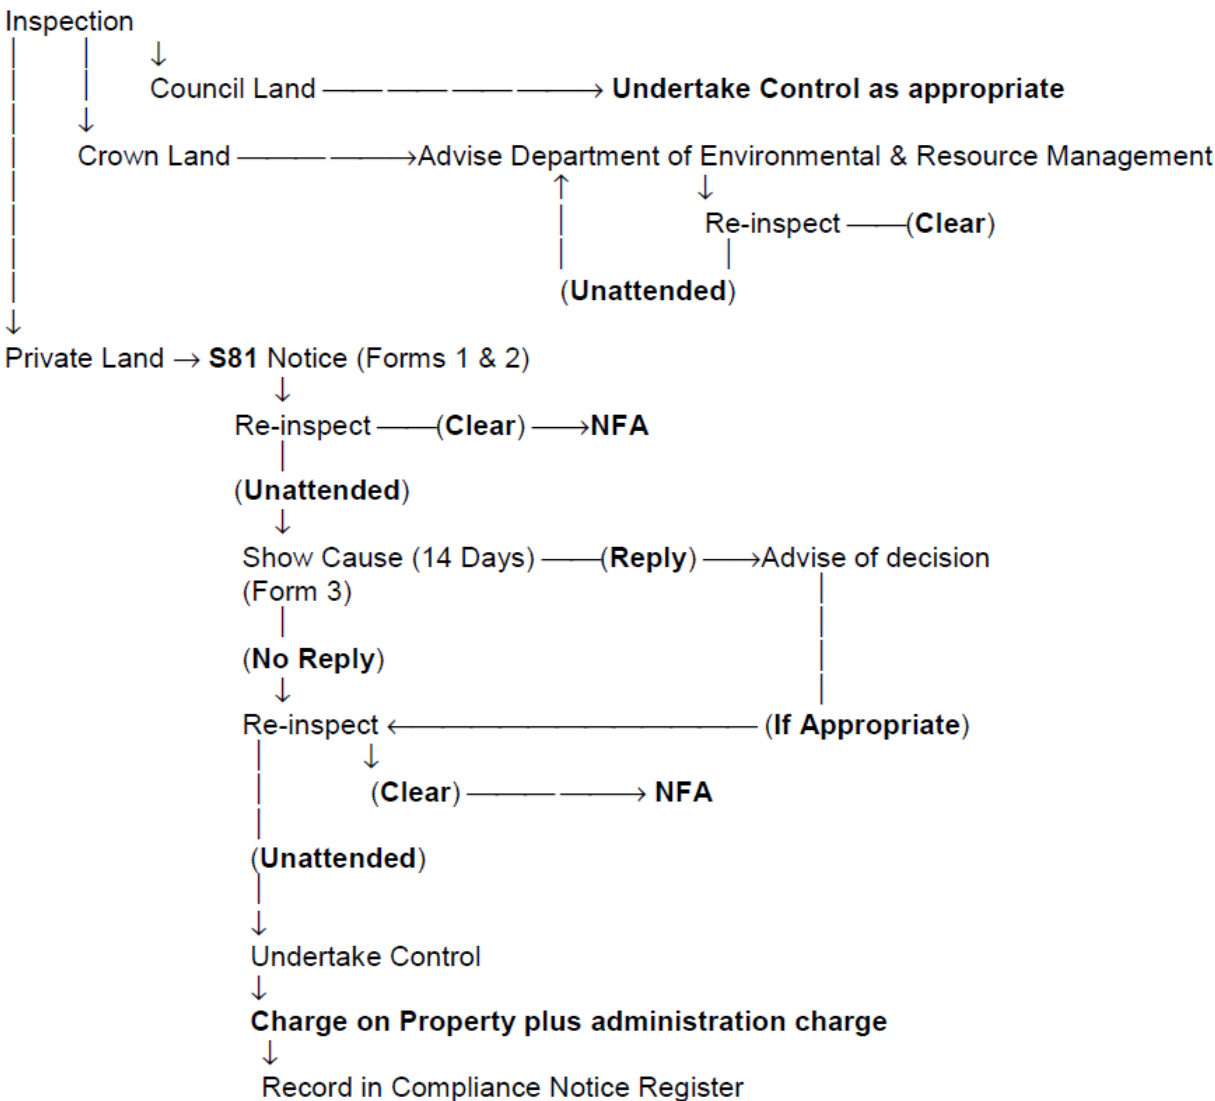 Inspection
Council Land → Undertake Control as appropriate
Crown Land → Advise Department of Environmental & Resource Management
Re-inspect (Clear)
(Unattended)
Private Land → S81 Notice (Forms 1 & 2)
Re-inspect (Clear) → NFA
(Unattended)
Show Cause (14 Days) (Reply) → Advise of decision
(Form 3)
(No Reply)
Re-inspect ← (If Appropriate)
(Clear) → NFA
(Unattended)
Undertake Control
Charge on Property plus administration charge
Record in Compliance Notice Register